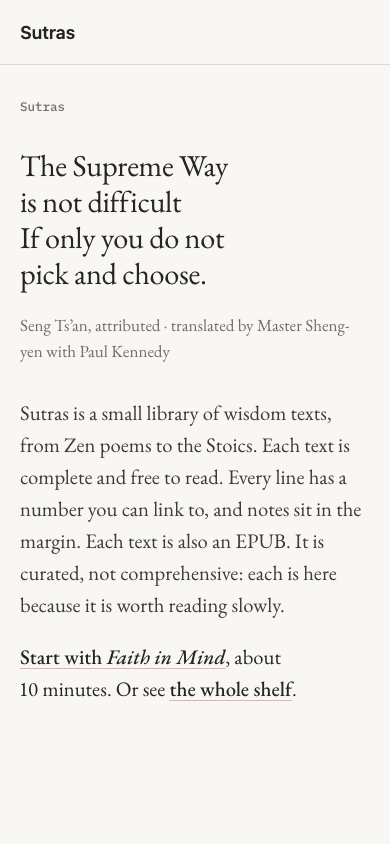 Sutras
Sutras
The Supreme Way
is not difficult
If only you do not
pick and choose.
Seng Ts’an, attributed · translated by Master Sheng-
yen with Paul Kennedy
Sutras is a small library of wisdom texts,
from Zen poems to the Stoics. Each text is
complete and free to read. Every line has a
number you can link to, and notes sit in the
margin. Each text is also an EPUB. It is
curated, not comprehensive: each is here
because it is worth reading slowly.
Start with Faith in Mind, about
10 minutes. Or see the whole shelf.